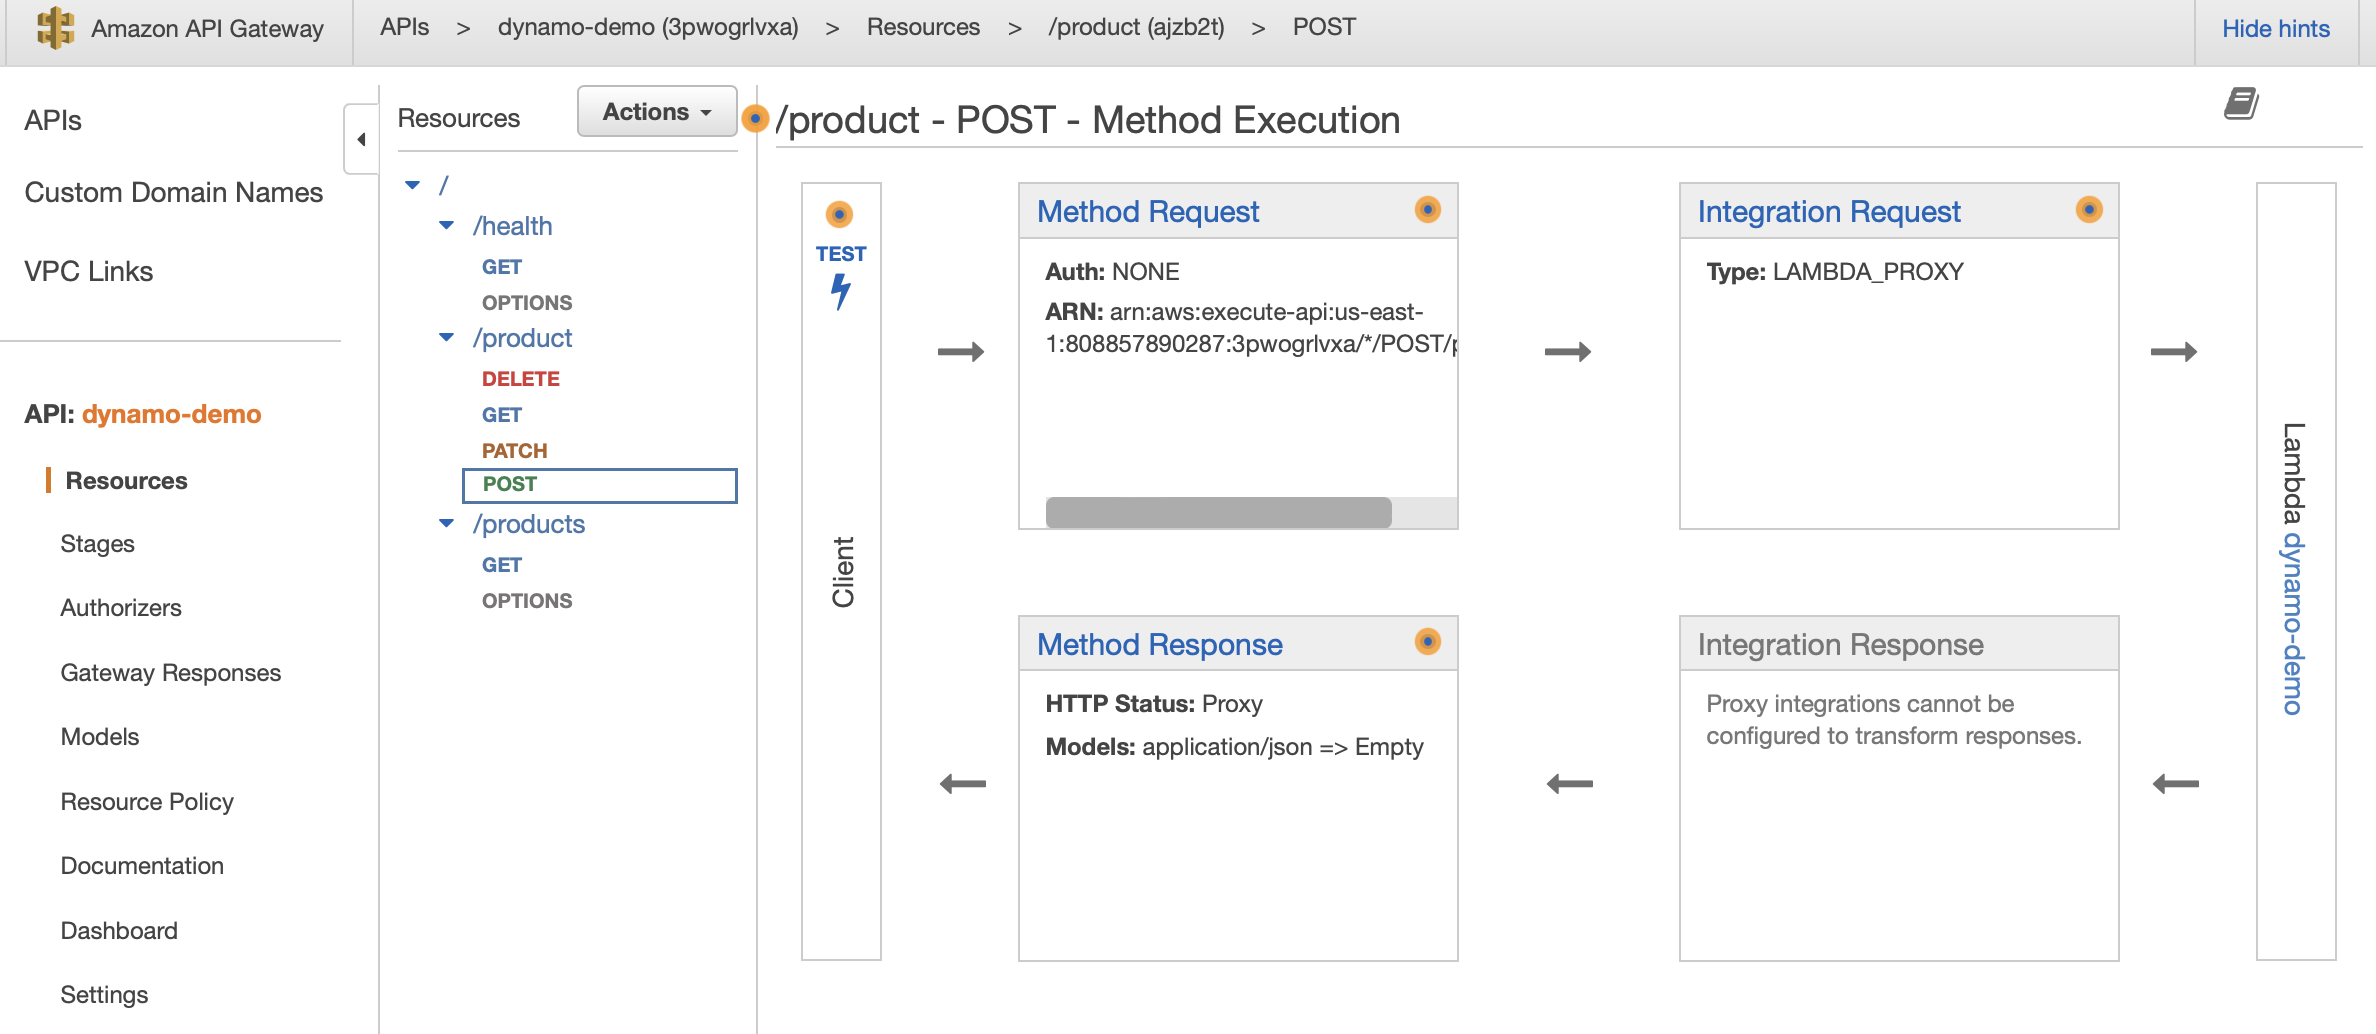 Amazon API Gateway
APIs > dynamo-demo (3pwogrlvxa) > Resources > /product (ajzb2t) > POST
Hide hints
APIs
Custom Domain Names
VPC Links
API: dynamo-demo
Resources
Stages
Authorizers
Gateway Responses
Models
Resource Policy
Documentation
Dashboard
Settings
Resources
Actions
/
/health
GET
OPTIONS
/product
DELETE
GET
PATCH
POST
/products
GET
OPTIONS
/product - POST - Method Execution
TEST
Client
Method Request
Auth: NONE
ARN: arn:aws:execute-api:us-east-
1:808857890287:3pwogrlvxa/*/POST/p
Integration Request
Type: LAMBDA_PROXY
Lambda dynamo-demo
Method Response
HTTP Status: Proxy
Models: application/json => Empty
Integration Response
Proxy integrations cannot be
configured to transform responses.